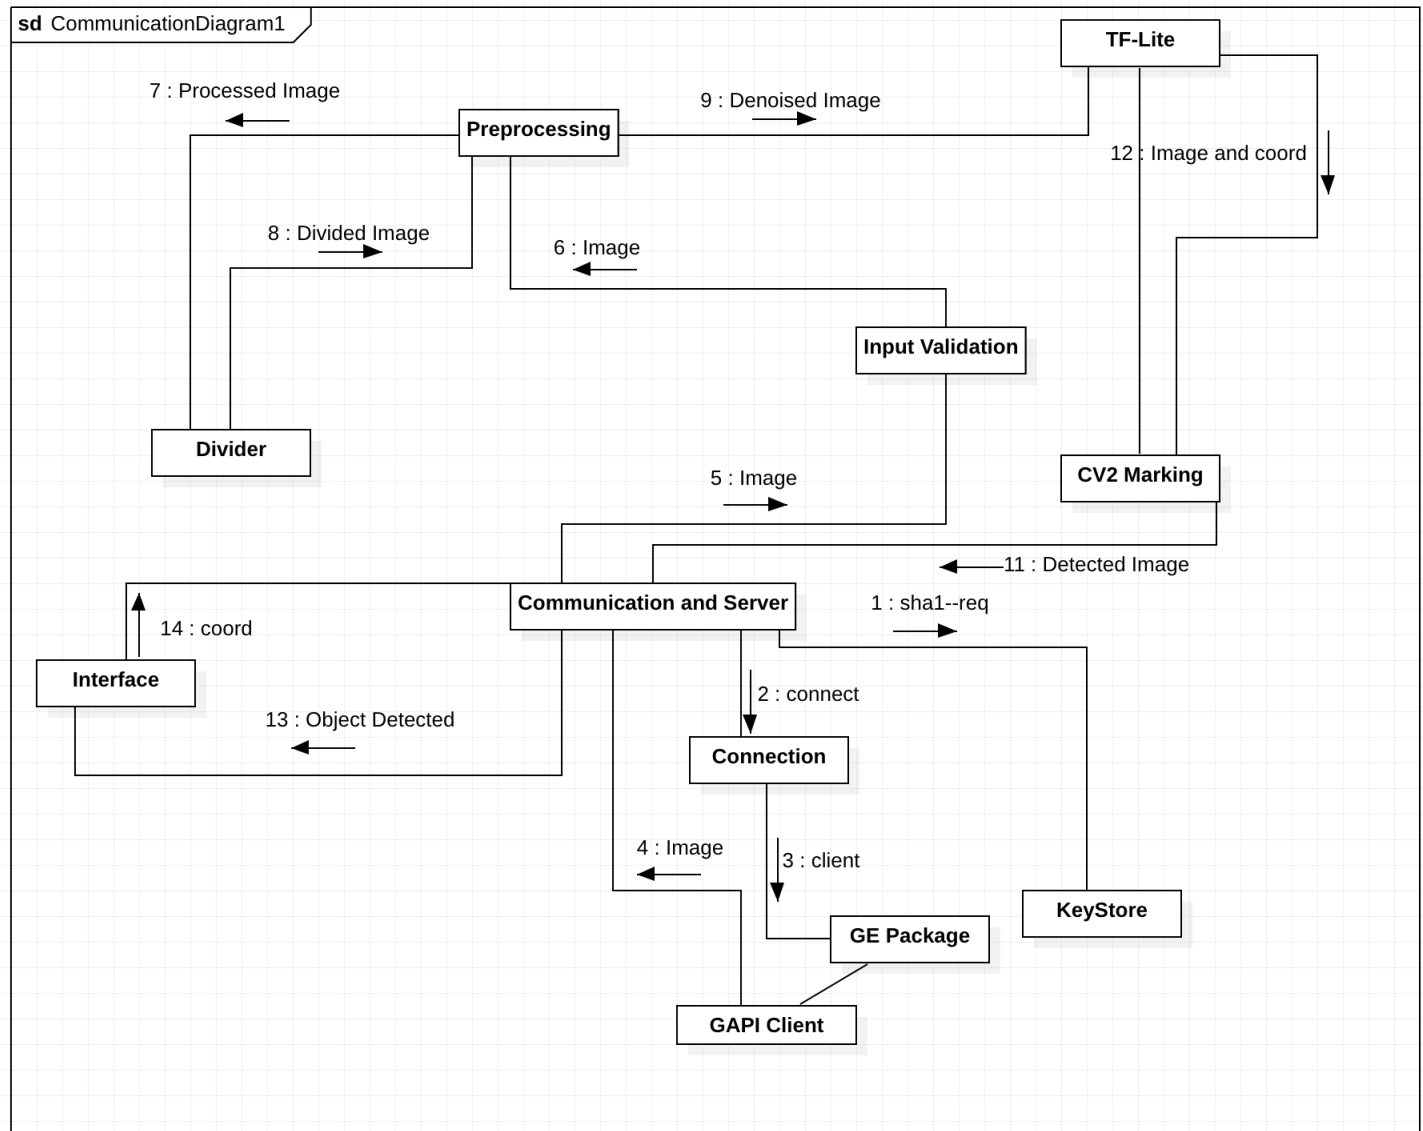 sd CommunicationDiagram1
TF-Lite
7 : Processed Image
9 : Denoised Image
Preprocessing
12 : Image and coord
8 : Divided Image
6 : Image
Input Validation
Divider
CV2 Marking
5 : Image
11 : Detected Image
Communication and Server
1 : sha1--req
14 : coord
Interface
2 : connect
13 : Object Detected
Connection
4 : Image
3 : client
KeyStore
GE Package
GAPI Client